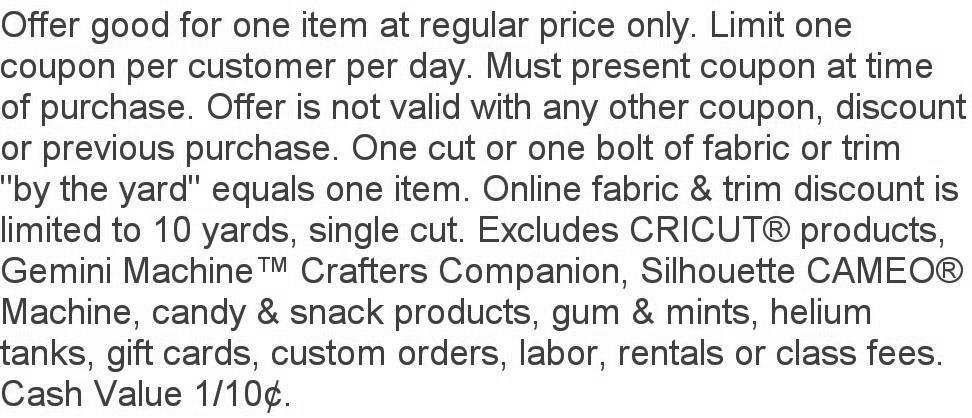 Offer good for one item at regular price only. Limit one
coupon per customer per day. Must present coupon at time
of purchase. Offer is not valid with any other coupon, discount
or previous purchase. One cut or one bolt of fabric or trim
"by the yard" equals one item. Online fabric & trim discount is
limited to 10 yards, single cut. Excludes CRICUT® products,
Gemini Machine™ Crafters Companion, Silhouette CAMEO®
Machine, candy & snack products, gum & mints, helium
tanks, gift cards, custom orders, labor, rentals or class fees.
Cash Value 1/10¢.